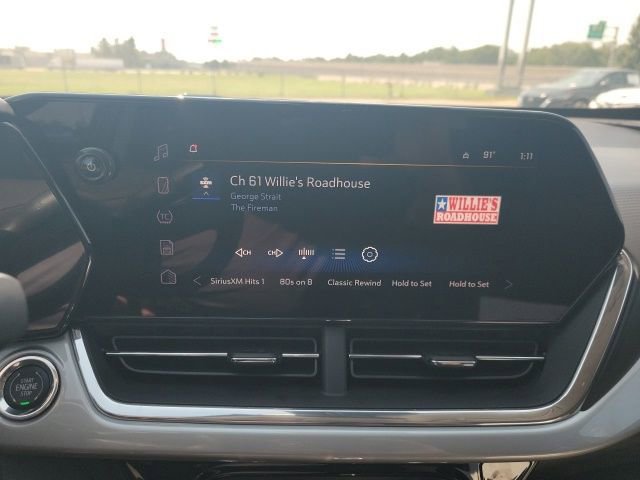 91° 1:11
Ch 61 Willie's Roadhouse
George Strait
The Fireman
WILLIE'S
ROADHOUSE
CH CH
SiriusXM Hits 1 80s on 8 Classic Rewind Hold to Set Hold to Set
START
ENGINE
STOP